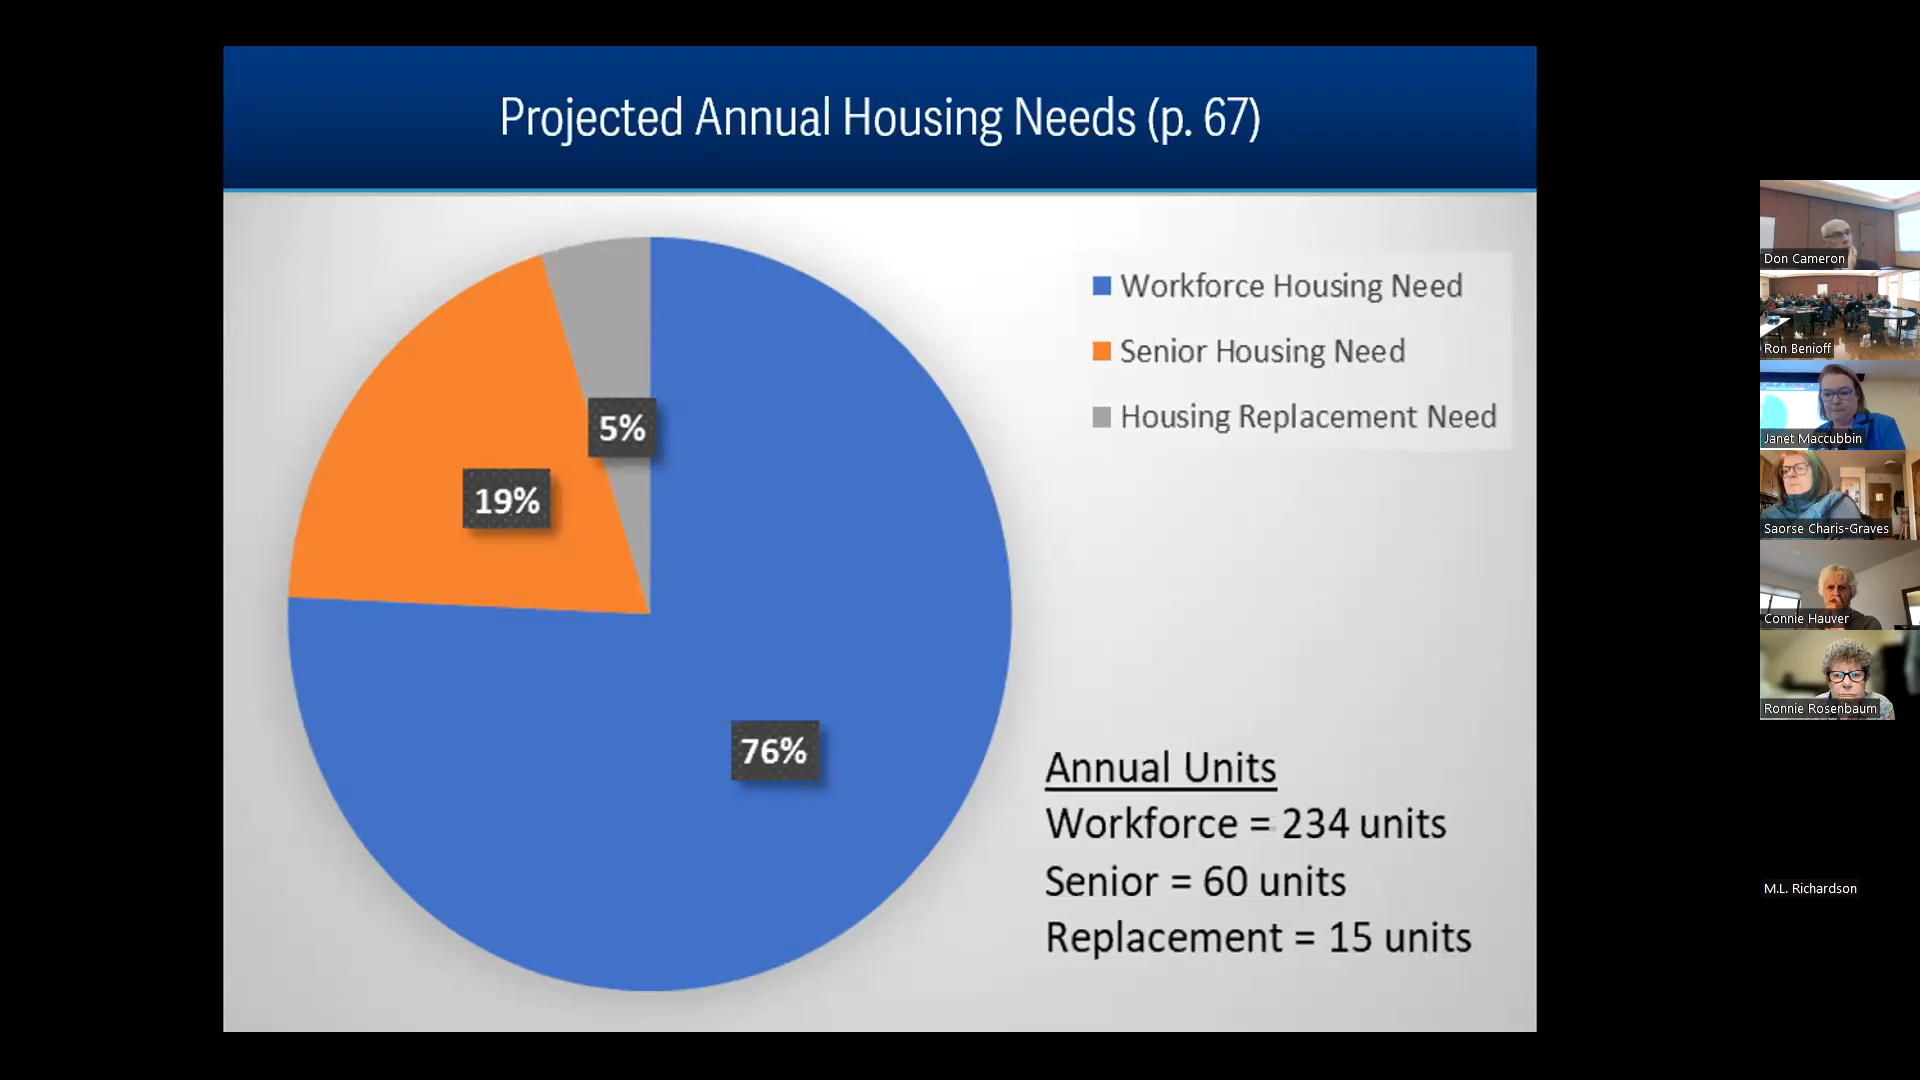 Projected Annual Housing Needs (p. 67)
Workforce Housing Need
Senior Housing Need
Housing Replacement Need
5%
19%
76%
Annual Units
Workforce = 234 units
Senior = 60 units
Replacement = 15 units
Don Cameron
Ron Benioff
Janet Maccubbin
Saorse Charis-Graves
Connie Hauver
Ronnie Rosenbaum
M.L. Richardson